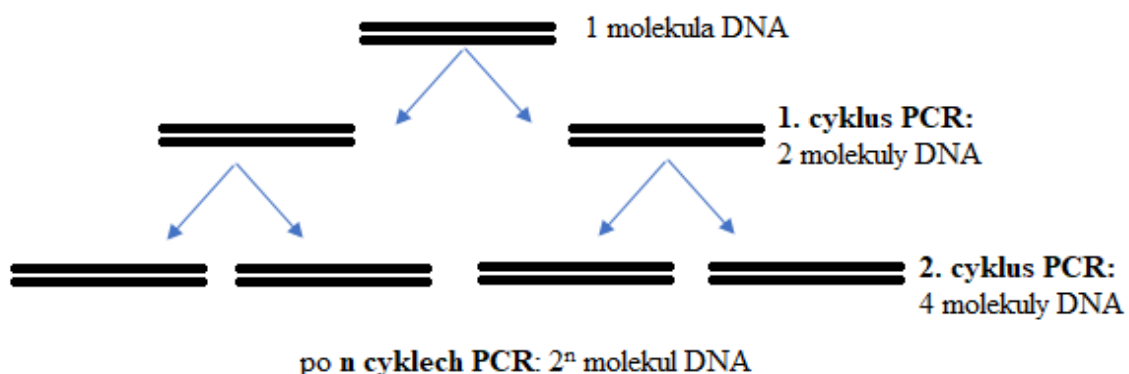 1 molekula DNA
1. cyklus PCR:
2 molekuly DNA
2. cyklus PCR:
4 molekuly DNA
po n cyklech PCR: 2ⁿ molekul DNA